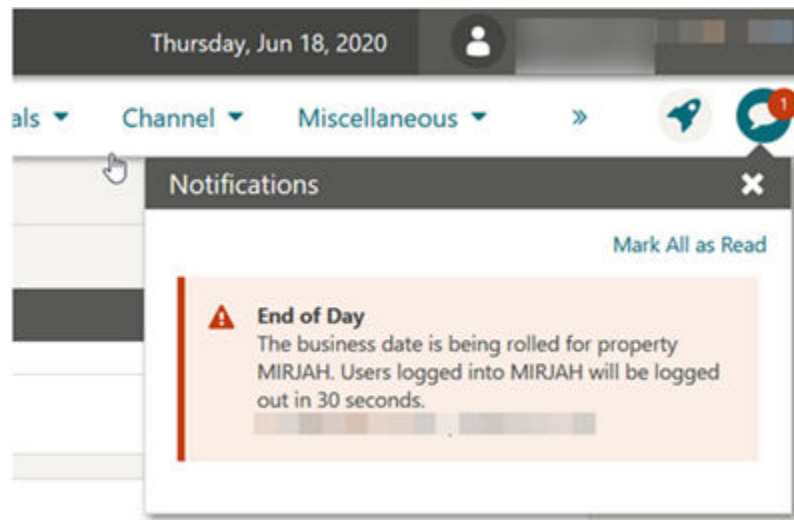 Thursday, Jun 18, 2020
als Channel Miscellaneous »
1
Notifications
Mark All as Read
End of Day
The business date is being rolled for property
MIRJAH. Users logged into MIRJAH will be logged
out in 30 seconds.